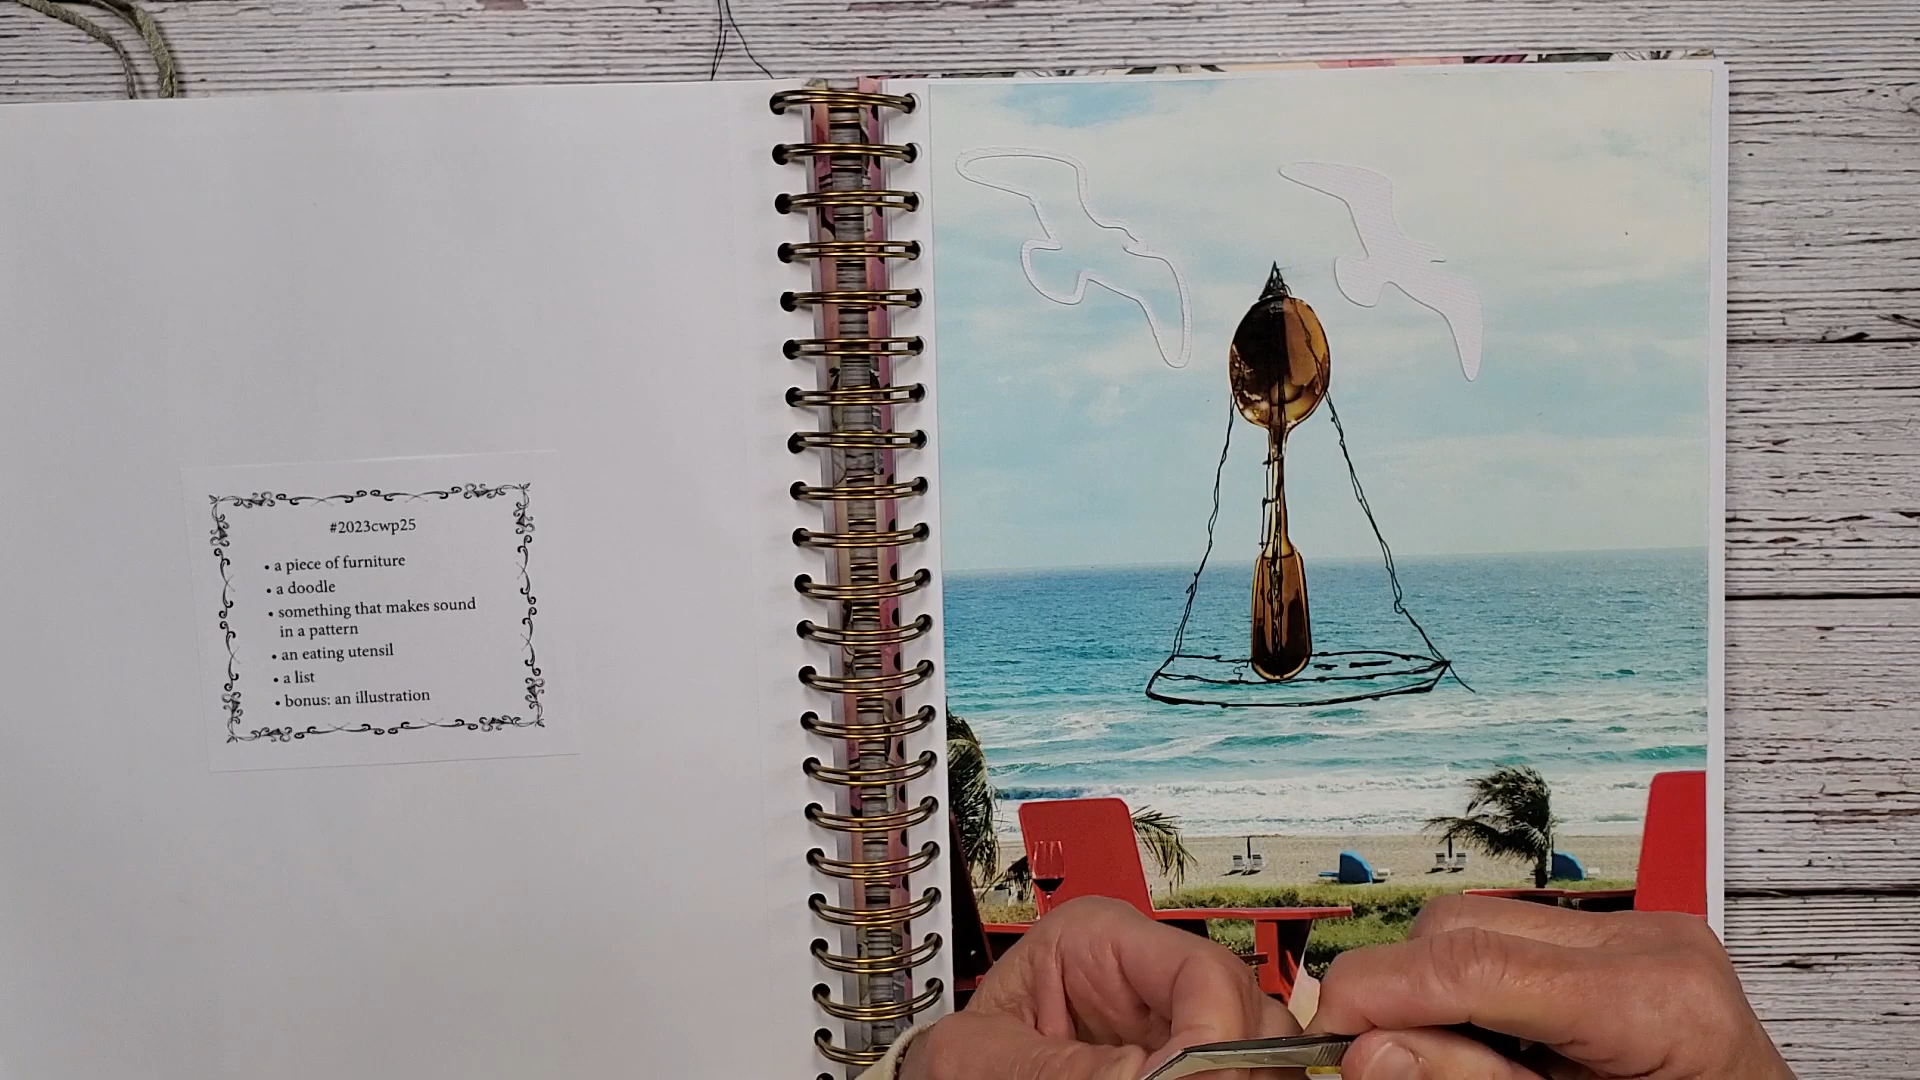 #2023cwp25
• a piece of furniture
• a doodle
• something that makes sound
in a pattern
• an eating utensil
• a list
• bonus: an illustration